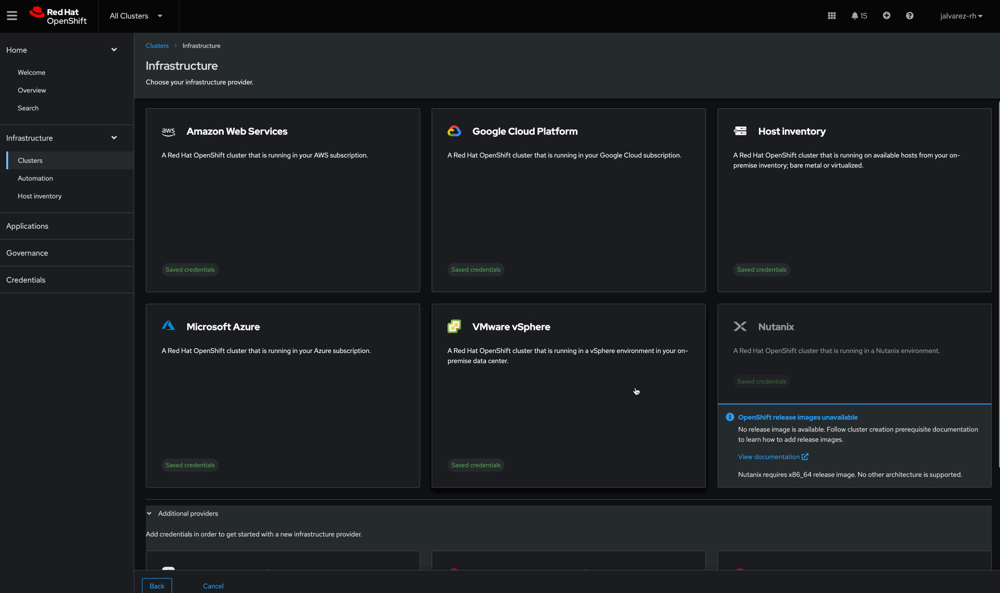 Red Hat
OpenShift
All Clusters
15
jalvarez-rh
Home
Welcome
Overview
Search
Infrastructure
Clusters
Automation
Host inventory
Applications
Governance
Credentials
Clusters
Infrastructure
Infrastructure
Choose your infrastructure provider.
aws
Amazon Web Services
A Red Hat OpenShift cluster that is running in your AWS subscription.
Saved credentials
Google Cloud Platform
A Red Hat OpenShift cluster that is running in your Google Cloud subscription.
Saved credentials
Host inventory
A Red Hat OpenShift cluster that is running on available hosts from your on-
premise inventory; bare metal or virtualized.
Saved credentials
Microsoft Azure
A Red Hat OpenShift cluster that is running in your Azure subscription.
Saved credentials
VMware vSphere
A Red Hat OpenShift cluster that is running in a vSphere environment in your on-
premise data center.
Saved credentials
Nutanix
A Red Hat OpenShift cluster that is running in a Nutanix environment.
Saved credentials
OpenShift release images unavailable
No release image is available. Follow cluster creation prerequisite documentation
to learn how to add release images.
View documentation
Nutanix requires x86_64 release image. No other architecture is supported.
Additional providers
Add credentials in order to get started with a new infrastructure provider.
Back
Cancel